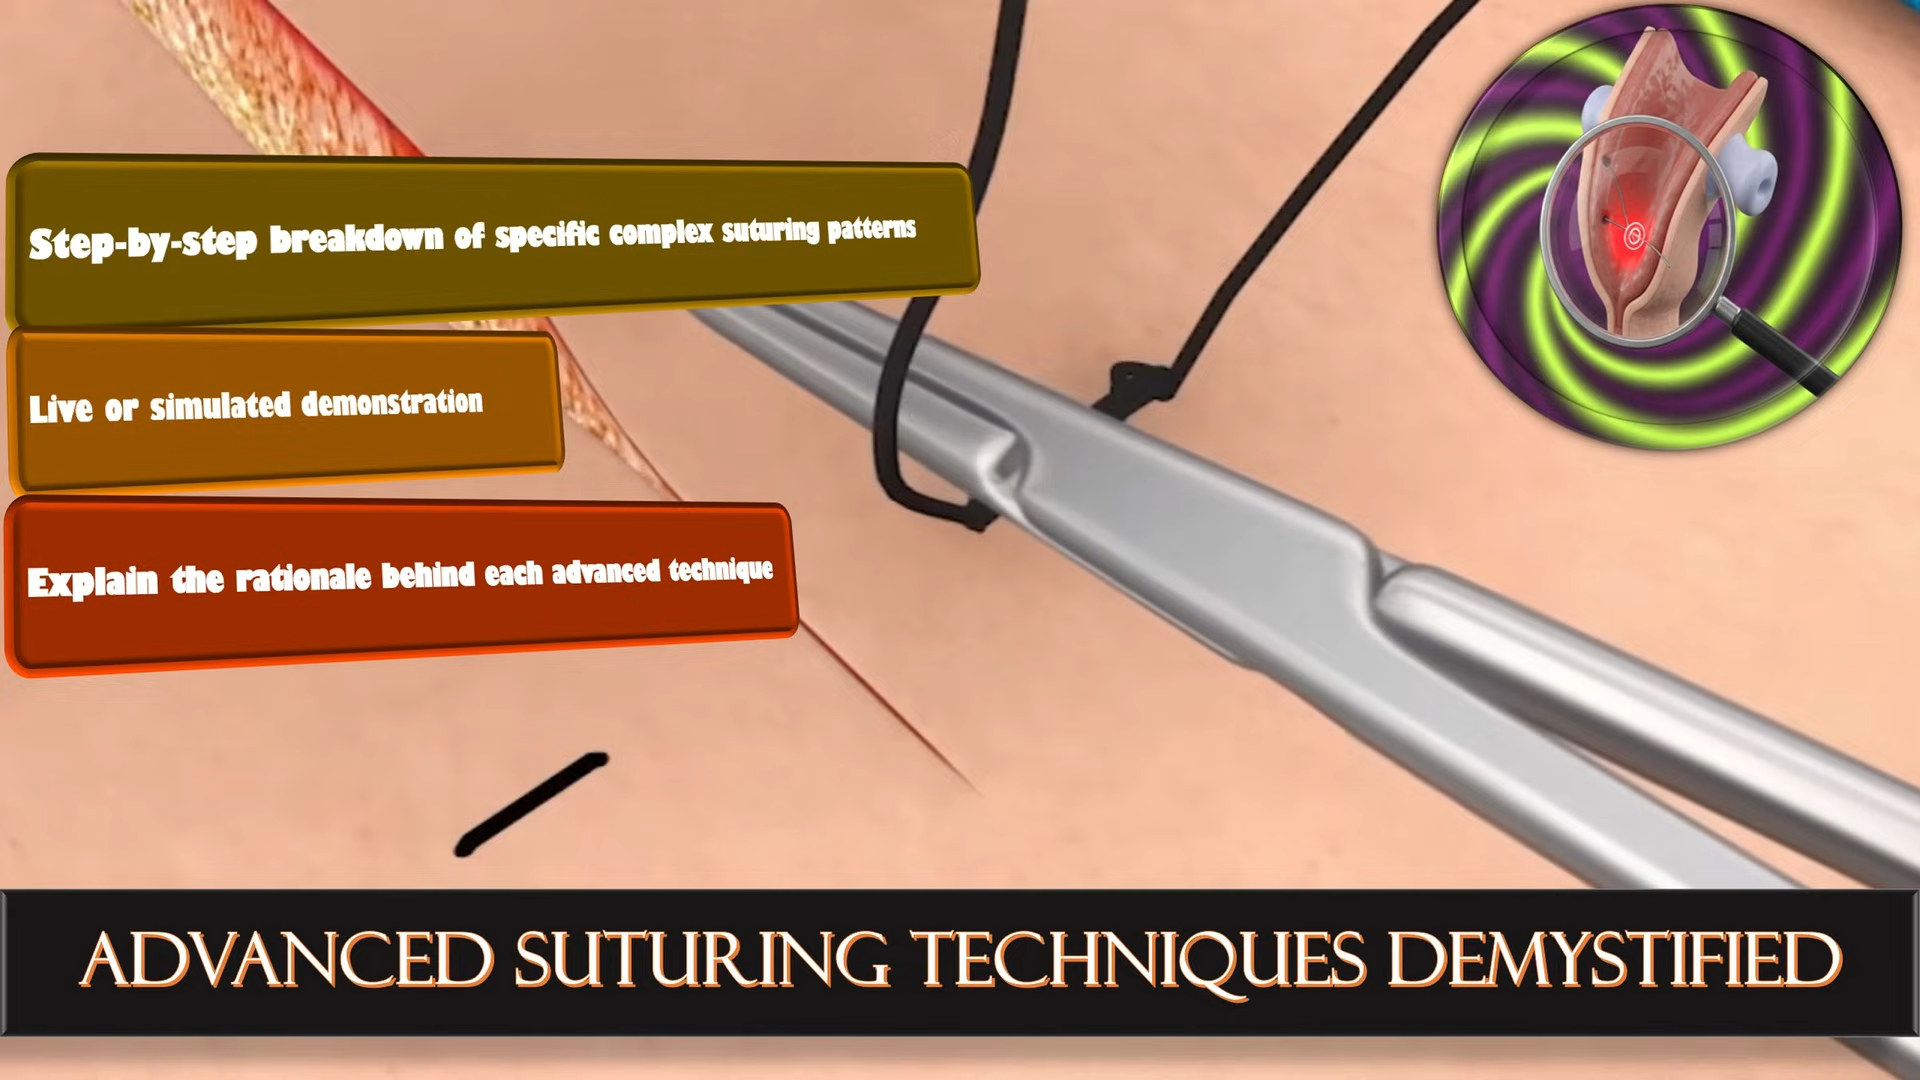 Step-by-step breakdown of specific complex suturing patterns
Live or simulated demonstration
Explain the rationale behind each advanced technique
ADVANCED SUTURING TECHNIQUES DEMYSTIFIED